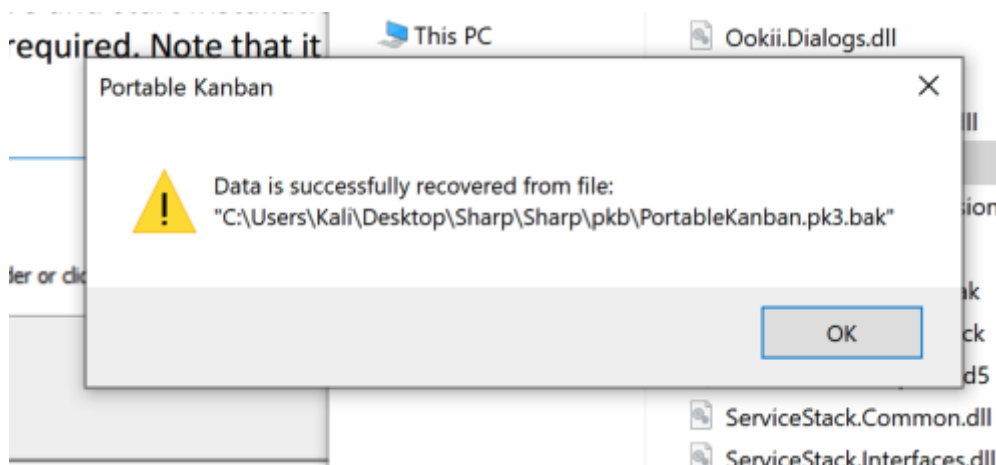 required. Note that it
This PC
Ookii.Dialogs.dll
Portable Kanban
Data is successfully recovered from file:
"C:\Users\Kali\Desktop\Sharp\Sharp\pkb\PortableKanban.pk3.bak"
OK
d5
ServiceStack.Common.dll
ServiceStack.Interfaces.dll